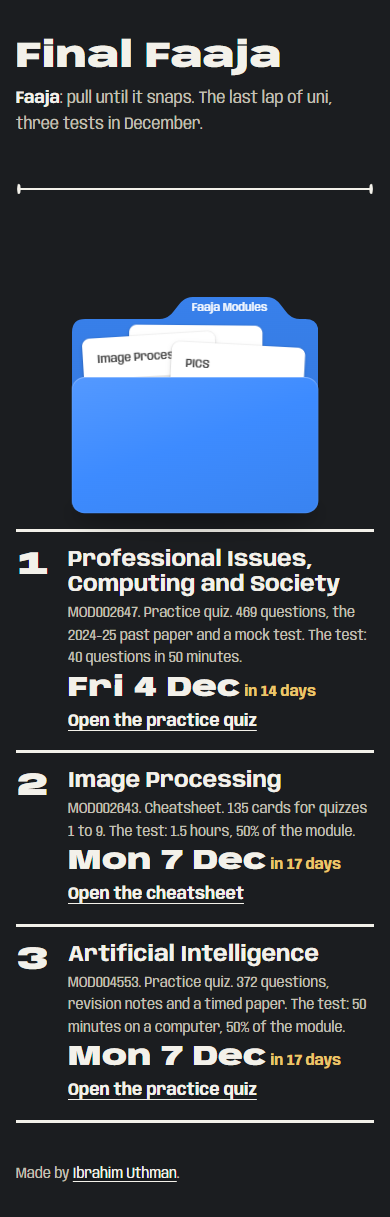 Final Faaja
Faaja: pull until it snaps. The last lap of uni,
three tests in December.
Faaja Modules
Image Proces
PICS
1
Professional Issues,
Computing and Society
MOD002647. Practice quiz. 469 questions, the
2024-25 past paper and a mock test. The test:
40 questions in 50 minutes.
Fri 4 Dec in 14 days
Open the practice quiz
2
Image Processing
MOD002643. Cheatsheet. 135 cards for quizzes
1 to 9. The test: 1.5 hours, 50% of the module.
Mon 7 Dec in 17 days
Open the cheatsheet
3
Artificial Intelligence
MOD004553. Practice quiz. 372 questions,
revision notes and a timed paper. The test: 50
minutes on a computer, 50% of the module.
Mon 7 Dec in 17 days
Open the practice quiz
Made by Ibrahim Uthman.